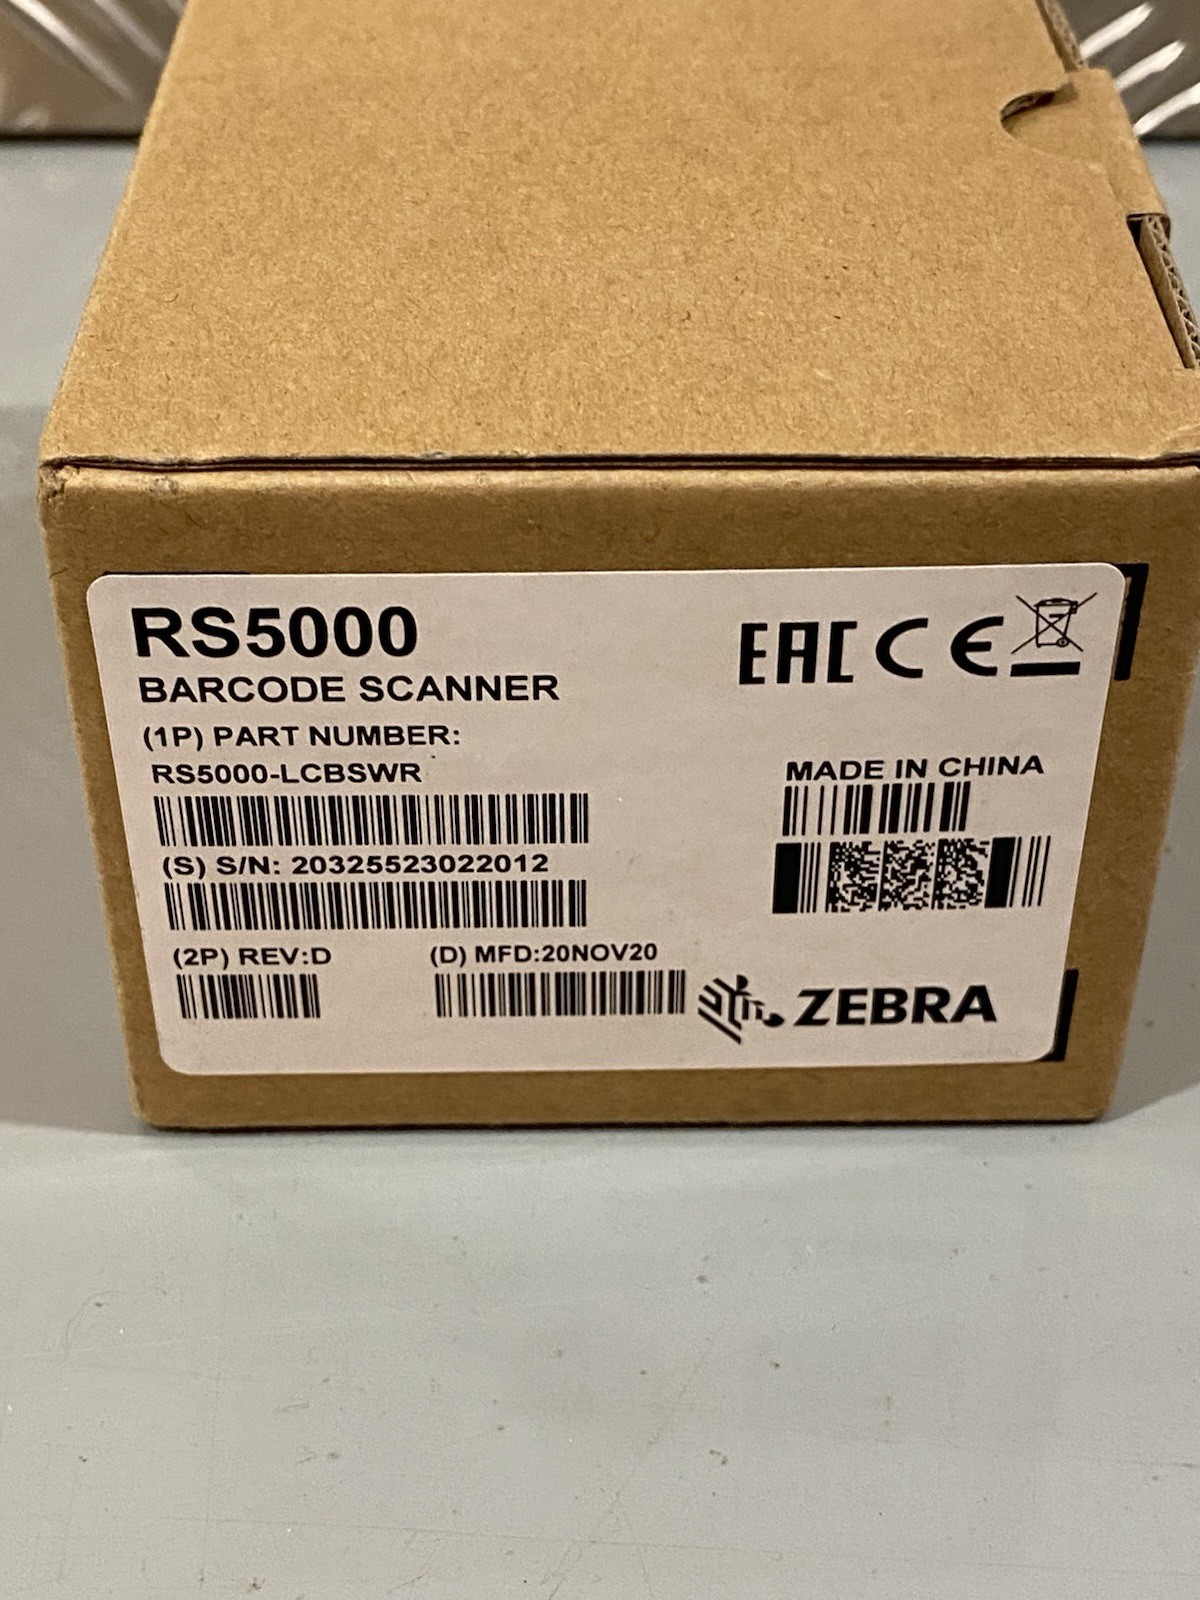 RS5000
BARCODE SCANNER
(1P) PART NUMBER:
RS5000-LCBSWR
(S) S/N: 20325523022012
(2P) REV:D
(D) MFD:20NOV20
EAC CE
MADE IN CHINA
ZEBRA